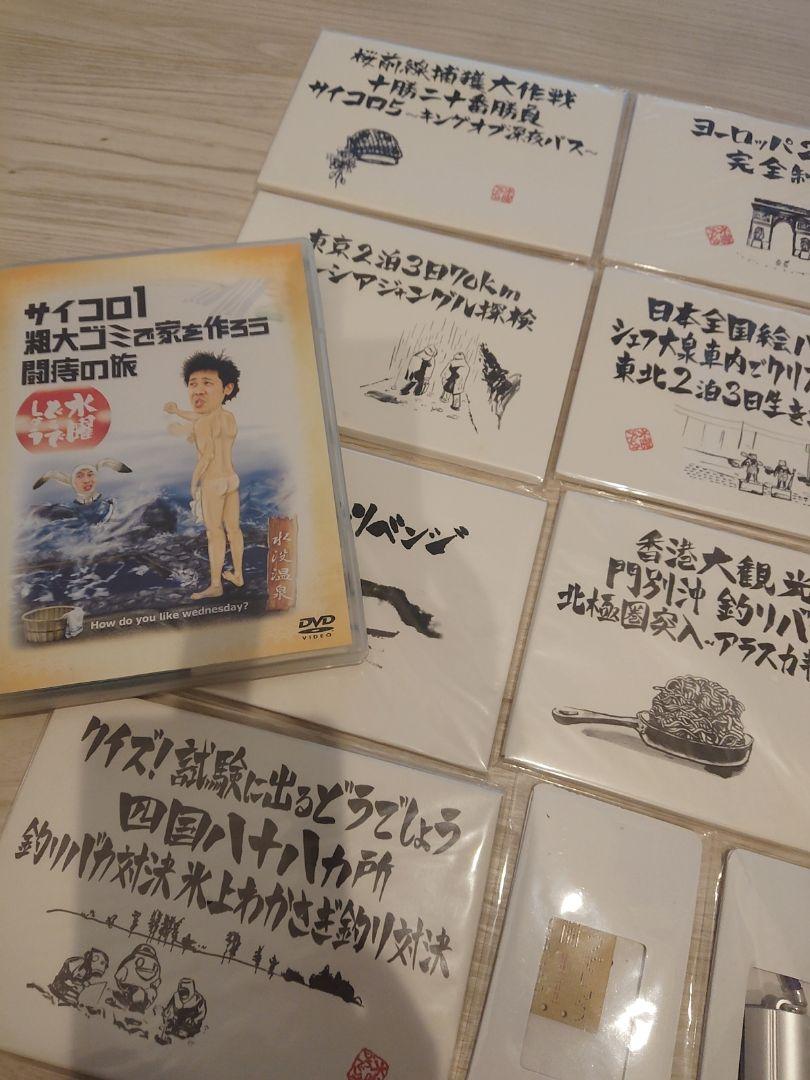 桜前線捕獲大作戦
十勝二十番勝負
サイコロ5～キングオブ深夜バス～
ヨーロッパ
完全制
東京2泊3日70km
シアジャングル探検
日本全国絵ハ
シェフ大泉車内でクリ
東北2泊3日生き
サイコロ1
粗大ゴミで家を作ろう
闘痔の旅
水曜
どうで
しょう
水没温泉
How do you like wednesday?
DVD
VIDEO
リベンジ
香港大観光
門別沖 釣りバ
北極圏突入～アラスカ半
クイズ!試験に出るどうでしょう
四国八十八カ所
釣りバカ対決 氷上わかさぎ釣り対決